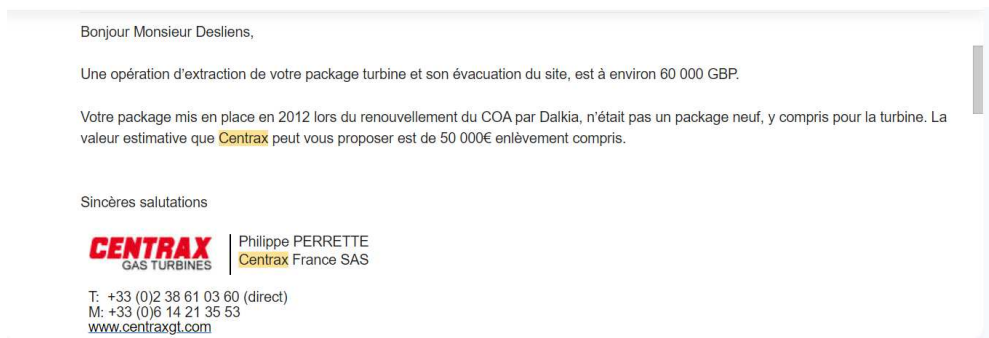 Bonjour Monsieur Desliens,
Une opération d’extraction de votre package turbine et son évacuation du site, est à environ 60 000 GBP.
Votre package mis en place en 2012 lors du renouvellement du COA par Dalkia, n’était pas un package neuf, y compris pour la turbine. La
valeur estimative que Centrax peut vous proposer est de 50 000€ enlèvement compris.
Sincères salutations
CENTRAX
GAS TURBINES
Philippe PERRETTE
Centrax France SAS
T: +33 (0)2 38 61 03 60 (direct)
M: +33 (0)6 14 21 35 53
www.centraxgt.com